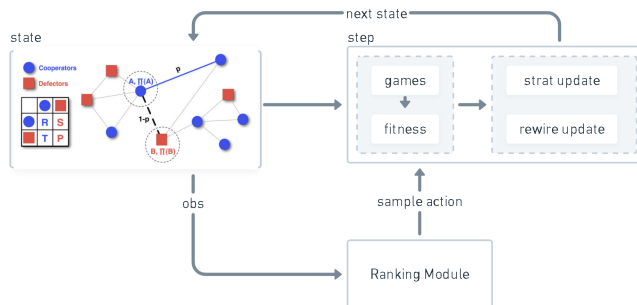 next state
state
step
Cooperators
Defectors
A, ∏(A)
P
1-p
B, ∏(B)
R S
T P
games
fitness
strat update
rewire update
obs
sample action
Ranking Module